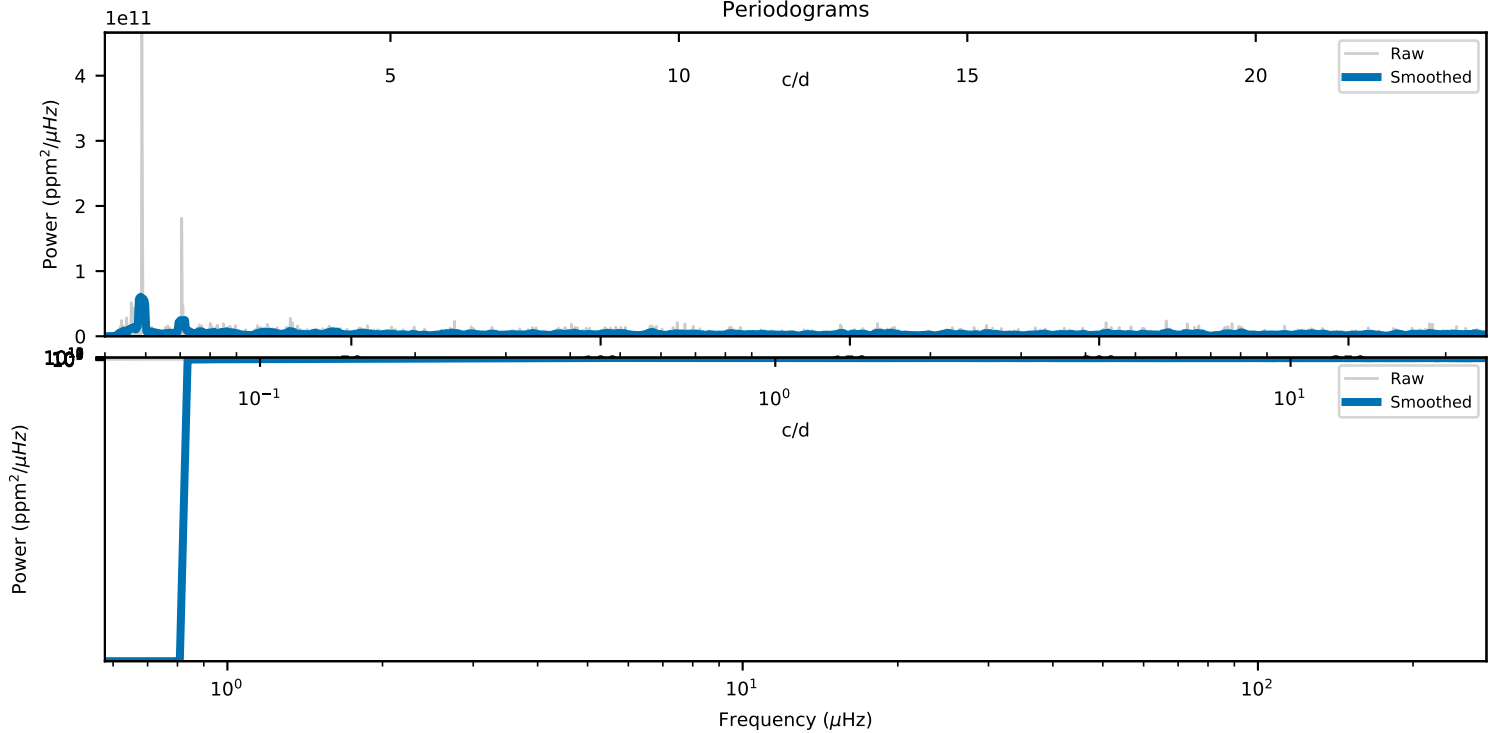 Periodograms
1e11
5 10 15 20
c/d
Raw
Smoothed
4
3
2
1
0
Power (ppm²/μHz)
10⁻¹ 10⁰ 10¹
c/d
Raw
Smoothed
Power (ppm²/μHz)
10⁰ 10¹ 10²
Frequency (μHz)